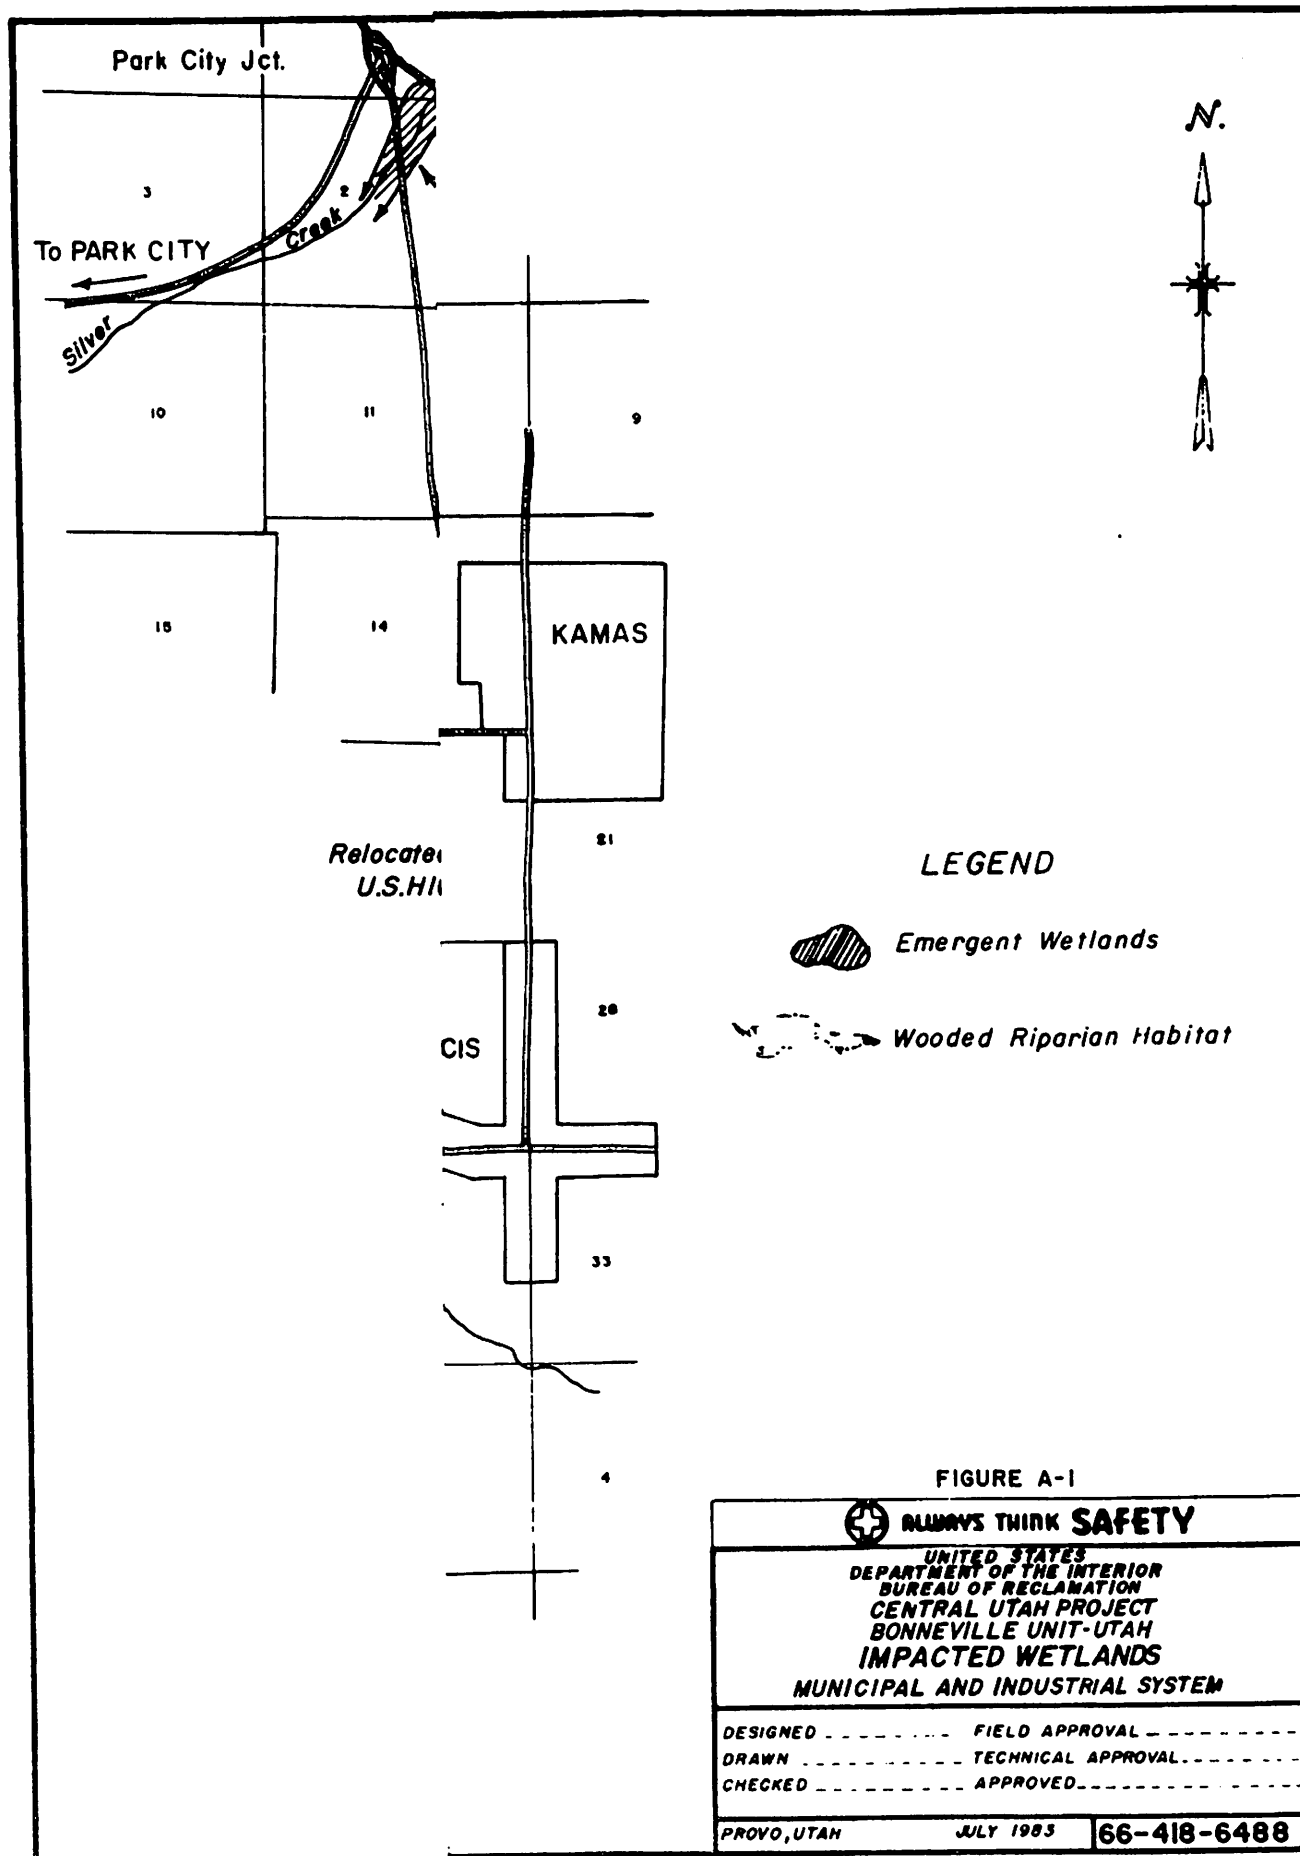 Park City Jct.
N.
3
2
Creek
To PARK CITY
Silver
10
11
9
15
14
KAMAS
21
Relocate
U.S.HI
LEGEND
Emergent Wetlands
28
CIS
Wooded Riparian Habitat
33
4
FIGURE A-1
ALWAYS THINK SAFETY
UNITED STATES
DEPARTMENT OF THE INTERIOR
BUREAU OF RECLAMATION
CENTRAL UTAH PROJECT
BONNEVILLE UNIT-UTAH
IMPACTED WETLANDS
MUNICIPAL AND INDUSTRIAL SYSTEM
DESIGNED FIELD APPROVAL
DRAWN TECHNICAL APPROVAL
CHECKED APPROVED
PROVO, UTAH JULY 1983 66-418-6488